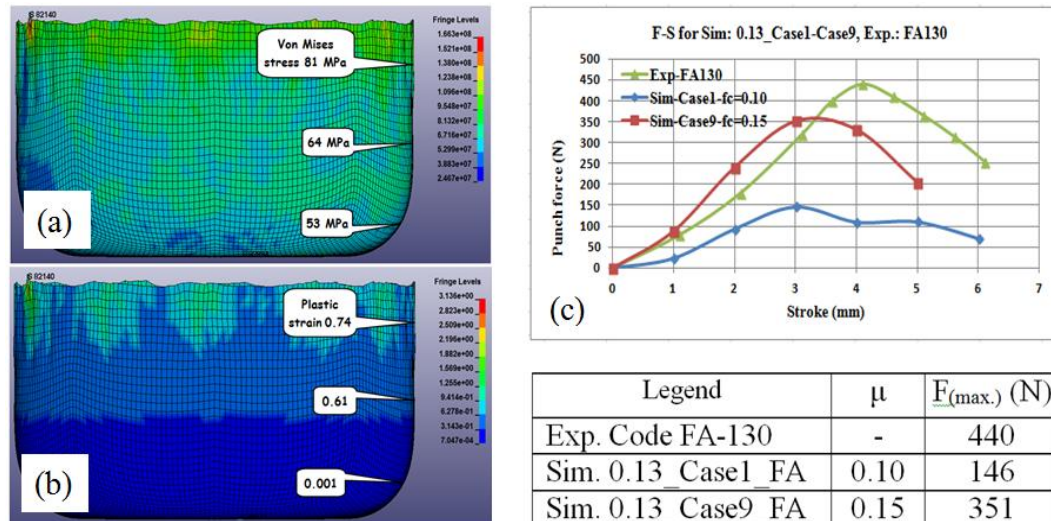 S 82140
Fringe Levels
1.663e+08
1.521e+08
1.380e+08
1.238e+08
1.096e+08
9.548e+07
8.132e+07
6.716e+07
5.299e+07
3.883e+07
2.467e+07
Von Mises
stress 81 MPa
64 MPa
53 MPa
(a)
S 82140
Fringe Levels
3.136e+00
2.823e+00
2.509e+00
2.196e+00
1.882e+00
1.569e+00
1.255e+00
9.414e-01
6.278e-01
3.143e-01
7.047e-04
Plastic
strain 0.74
0.61
0.001
(b)
F-S for Sim: 0.13_Case1-Case9, Exp.: FA130
Exp-FA130
Sim-Case1-fc=0.10
Sim-Case9-fc=0.15
Punch force (N)
500
450
400
350
300
250
200
150
100
50
0
0 1 2 3 4 5 6 7
Stroke (mm)
(c)
Legend μ F(max.) (N)
Exp. Code FA-130 - 440
Sim. 0.13_Case1_FA 0.10 146
Sim. 0.13_Case9_FA 0.15 351